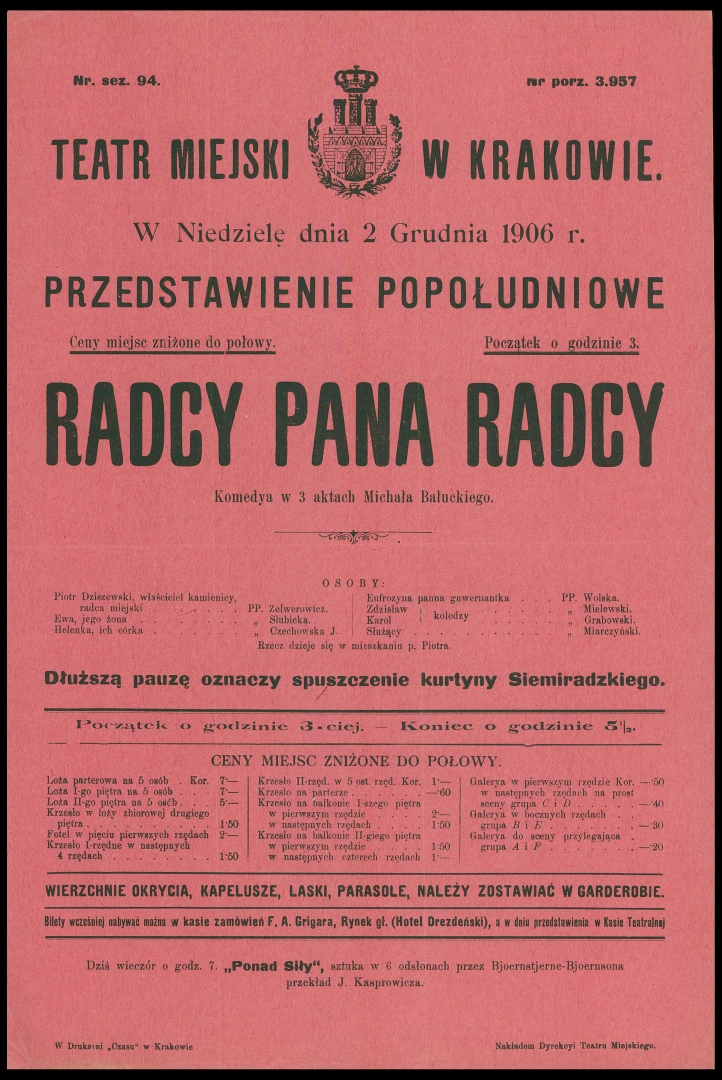 Nr. sez. 94.
nr porz. 3.957
TEATR MIEJSKI W KRAKOWIE.
W Niedzielę dnia 2 Grudnia 1906 r.
PRZEDSTAWIENIE POPOŁUDNIOWE
Ceny miejsc zniżone do połowy.
Początek o godzinie 3.
RADCY PANA RADCY
Komedya w 3 aktach Michała Bałuckiego.
OSOBY:
Piotr Dziszewski, właściciel kamienicy,
radca miejski . . . . . . PP. Zelwerowicz.
Ewa, jego żona . . . . . . . „ Słubicka.
Helenka, ich córka . . . . . . „ Czechowska J.
Eufrozyna panna guwernantka . . . PP. Wolska.
Zdzisław } koledzy . . . . . „ Mielewski.
Karol } „ Grabowski.
Służący . . . . . . . . . „ Miarczyński.
Rzecz dzieje się w mieszkaniu p. Piotra.
Dłuższą pauzę oznaczy spuszczenie kurtyny Siemiradzkiego.
Początek o godzinie 3-ciej. — Koniec o godzinie 5½.
CENY MIEJSC ZNIŻONE DO POŁOWY.
Loża parterowa na 5 osób . Kor. 7·—
Loża I-go piętra na 5 osób . . . 7·—
Loża II-go piętra na 5 osób . . . 5·—
Krzesło w loży zbiorowej drugiego
piętra . . . . . . . . . . 1·50
Fotel w pięciu pierwszych rzędach 2·—
Krzesło I-rzędne w następnych
4 rzędach . . . . . . . . . 1·50
Krzesło II-rzęd. w 5 ost. rzęd. Kor. 1·—
Krzesło na parterze . . . . . . —·60
Krzesło na balkonie I-szego piętra
w pierwszym rzędzie . . . . 2·—
w następnych rzędach . . . . 1·50
Krzesło na balkonie II-giego piętra
w pierwszym rzędzie . . . . 1·50
w następnych czterech rzędach 1·—
Galerya w pierwszym rzędzie Kor. —·50
w następnych rzędach na prost
sceny grupa C i D . . . . . —·40
Galerya w bocznych rzędach . .
grupa B i E . . . . . . . —·30
Galerya do sceny przylegająca .
grupa A i F . . . . . . . —·20
WIERZCHNIE OKRYCIA, KAPELUSZE, LASKI, PARASOLE, NALEŻY ZOSTAWIAĆ W GARDEROBIE.
Bilety wcześniej nabywać można w kasie zamówień F. A. Grigara, Rynek gł. (Hotel Drezdeński), a w dniu przedstawienia w Kasie Teatralnej
Dziś wieczór o godz. 7. „Ponad Siły“, sztuka w 6 odsłonach przez Bjoernstjerne-Bjoernsona
przekład J. Kasprowicza.
W Drukarni „Czasu“ w Krakowie
Nakładem Dyrekcyi Teatru Miejskiego.